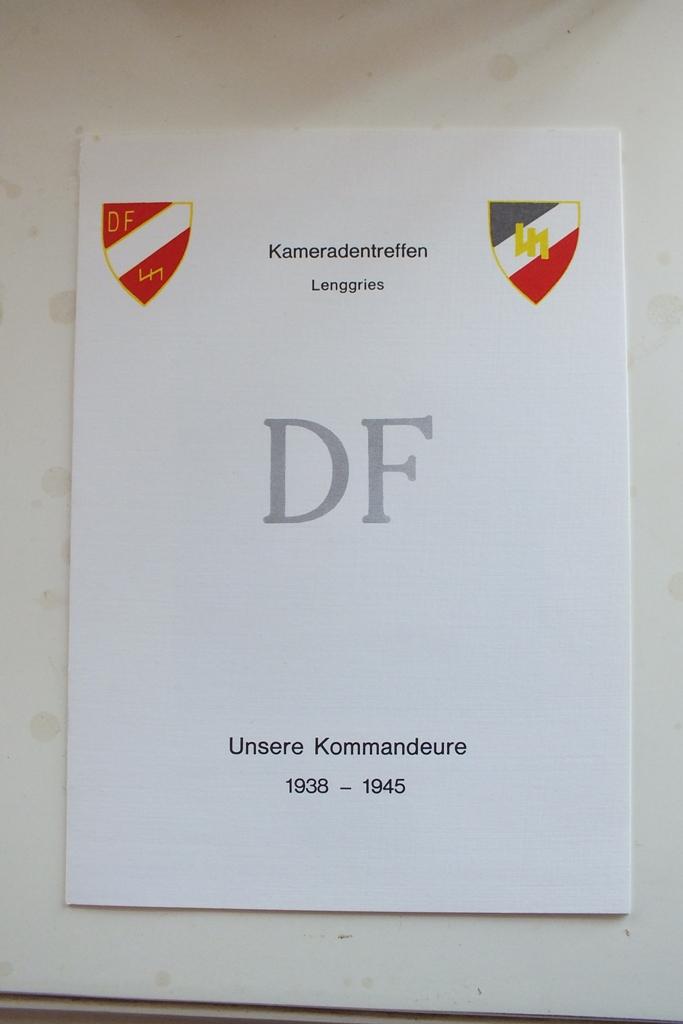 DF
Kameradentreffen
Lenggries
DF
Unsere Kommandeure
1938 – 1945